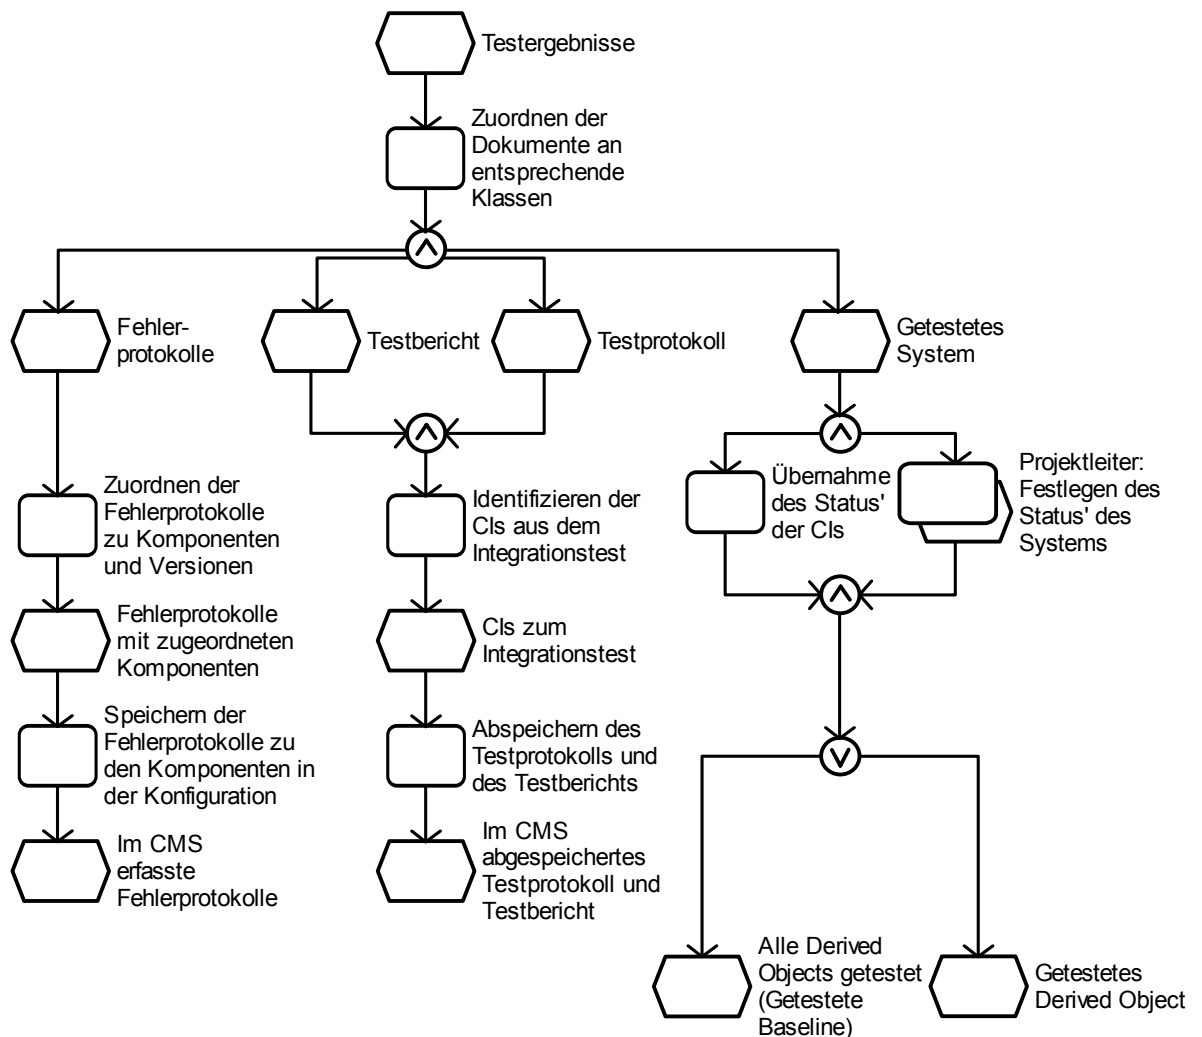 Testergebnisse
Zuordnen der
Dokumente an
entsprechende
Klassen
Fehler-
protokolle
Testbericht
Testprotokoll
Getestetes
System
Zuordnen der
Fehlerprotokolle
zu Komponenten
und Versionen
Identifizieren der
CIs aus dem
Integrationstest
Übernahme
des Status'
der CIs
Projektleiter:
Festlegen des
Status' des
Systems
Fehlerprotokolle
mit zugeordneten
Komponenten
CIs zum
Integrationstest
Speichern der
Fehlerprotokolle zu
den Komponenten in
der Konfiguration
Abspeichern des
Testprotokolls und
des Testberichts
Im CMS
erfasste
Fehlerprotokolle
Im CMS
abgespeichertes
Testprotokoll und
Testbericht
Alle Derived
Objects getestet
(Getestete
Baseline)
Getestetes
Derived Object